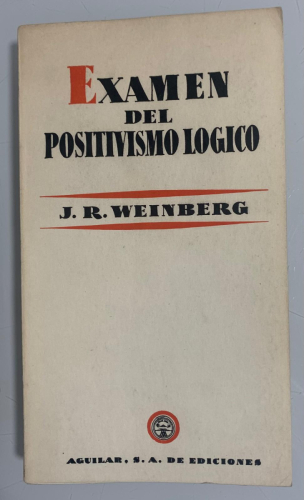 EXAMEN
DEL
POSITIVISMO LOGICO
J. R. WEINBERG
AGUILAR, S. A. DE EDICIONES